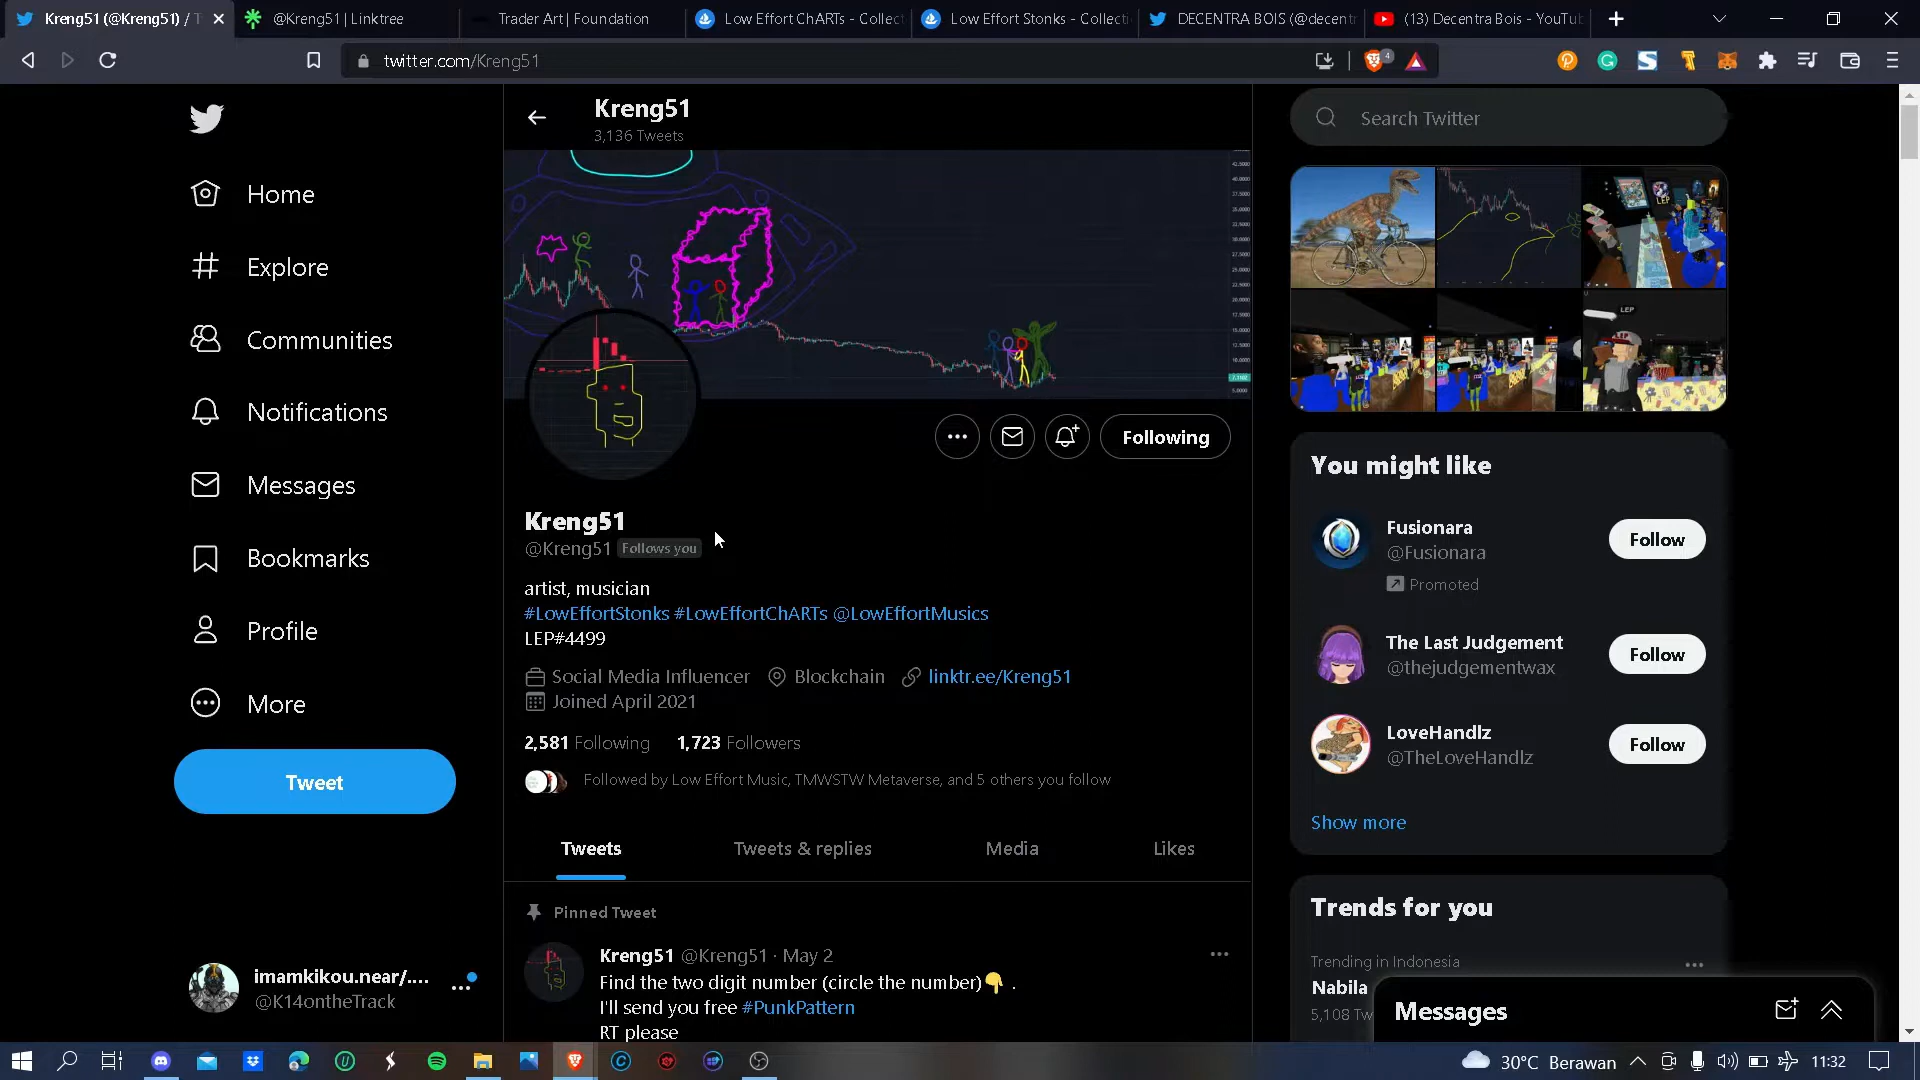 Kreng51 (@Kreng51) / T
@Kreng51 | Linktree
Trader Art | Foundation
Low Effort ChARTs - Collect
Low Effort Stonks - Collecti
DECENTRA BOIS (@decent
(13) Decentra Bois - YouTub
twitter.com/Kreng51
4
Kreng51
3,136 Tweets
Search Twitter
Home
Explore
Communities
Notifications
Messages
Bookmarks
Profile
More
Tweet
imamkikou.near/....
@K14ontheTrack
Following
Kreng51
@Kreng51 Follows you
artist, musician
#LowEffortStonks #LowEffortChARTs @LowEffortMusics
LEP#4499
Social Media Influencer Blockchain linktr.ee/Kreng51
Joined April 2021
2,581 Following 1,723 Followers
Followed by Low Effort Music, TMWSTW Metaverse, and 5 others you follow
Tweets Tweets & replies Media Likes
Pinned Tweet
Kreng51 @Kreng51 · May 2
Find the two digit number (circle the number)👇 .
I'll send you free #PunkPattern
RT please
LEP
LEP
You might like
Fusionara
@Fusionara
Follow
Promoted
The Last Judgement
@thejudgementwax
Follow
LoveHandlz
@TheLoveHandlz
Follow
Show more
Trends for you
Trending in Indonesia
Nabila
5,108 Tw
Messages
30°C Berawan
11:32